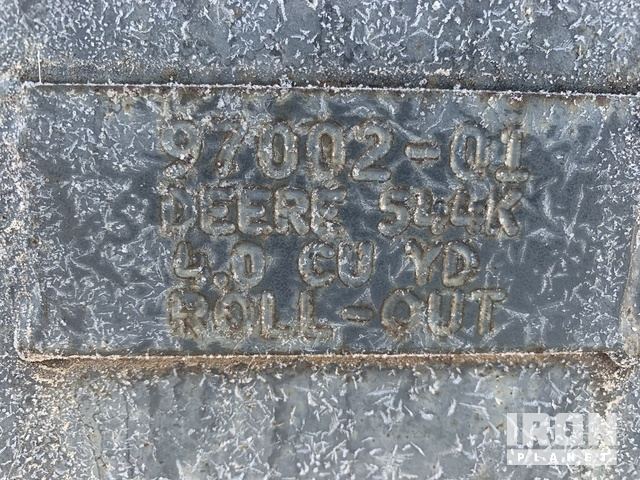 97002-01
DEERE 544K
4.0 CU YD
ROLL-OUT
IRON
PLANET